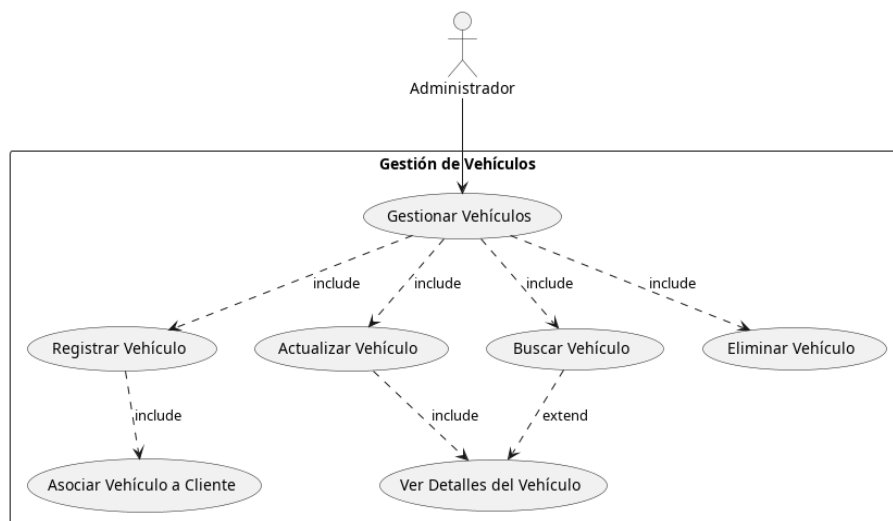 Administrador
Gestión de Vehículos
Gestionar Vehículos
include
include
include
include
Registrar Vehículo
Actualizar Vehículo
Buscar Vehículo
Eliminar Vehículo
include
include
extend
Asociar Vehículo a Cliente
Ver Detalles del Vehículo